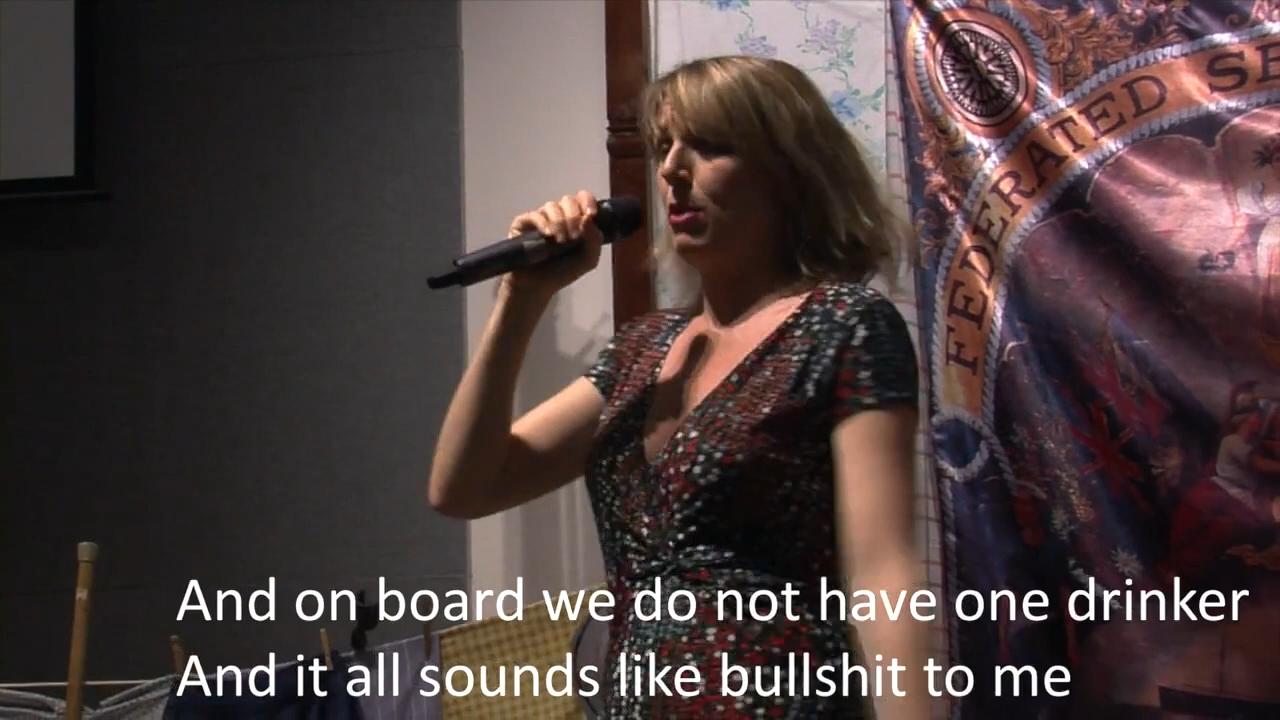 FEDERATED SE
And on board we do not have one drinker
And it all sounds like bullshit to me